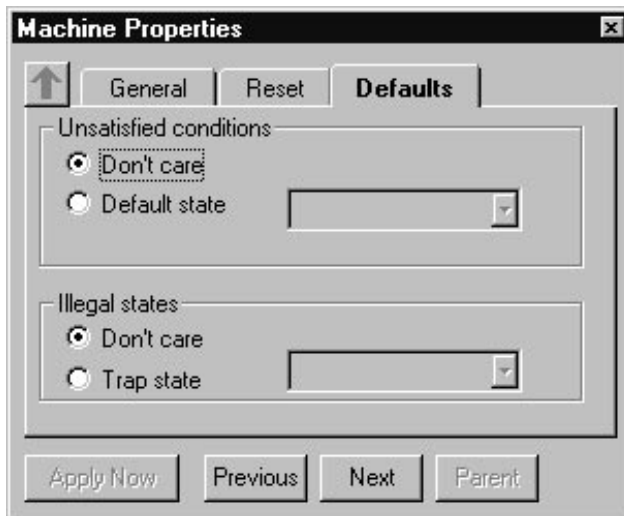 Machine Properties
General Reset Defaults
Unsatisfied conditions
Don't care
Default state
Illegal states
Don't care
Trap state
Apply Now Previous Next Parent